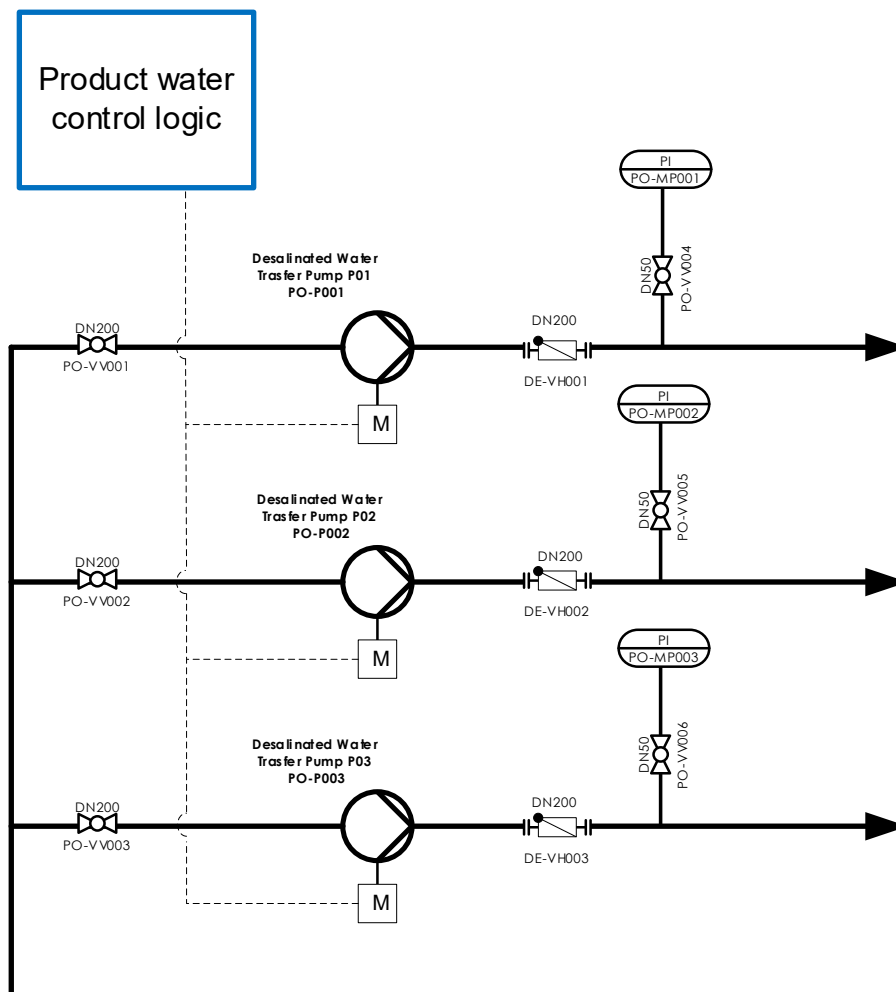 Product water
control logic
PI
PO-MP001
Desalinated Water
Trasfer Pump P01
PO-P001
DN50
PO-VV004
DN200
PO-VV001
DN200
DE-VH001
M
PI
PO-MP002
Desalinated Water
Trasfer Pump P02
PO-P002
DN50
PO-VV005
DN200
PO-VV002
DN200
DE-VH002
M
PI
PO-MP003
Desalinated Water
Trasfer Pump P03
PO-P003
DN50
PO-VV006
DN200
PO-VV003
DN200
DE-VH003
M